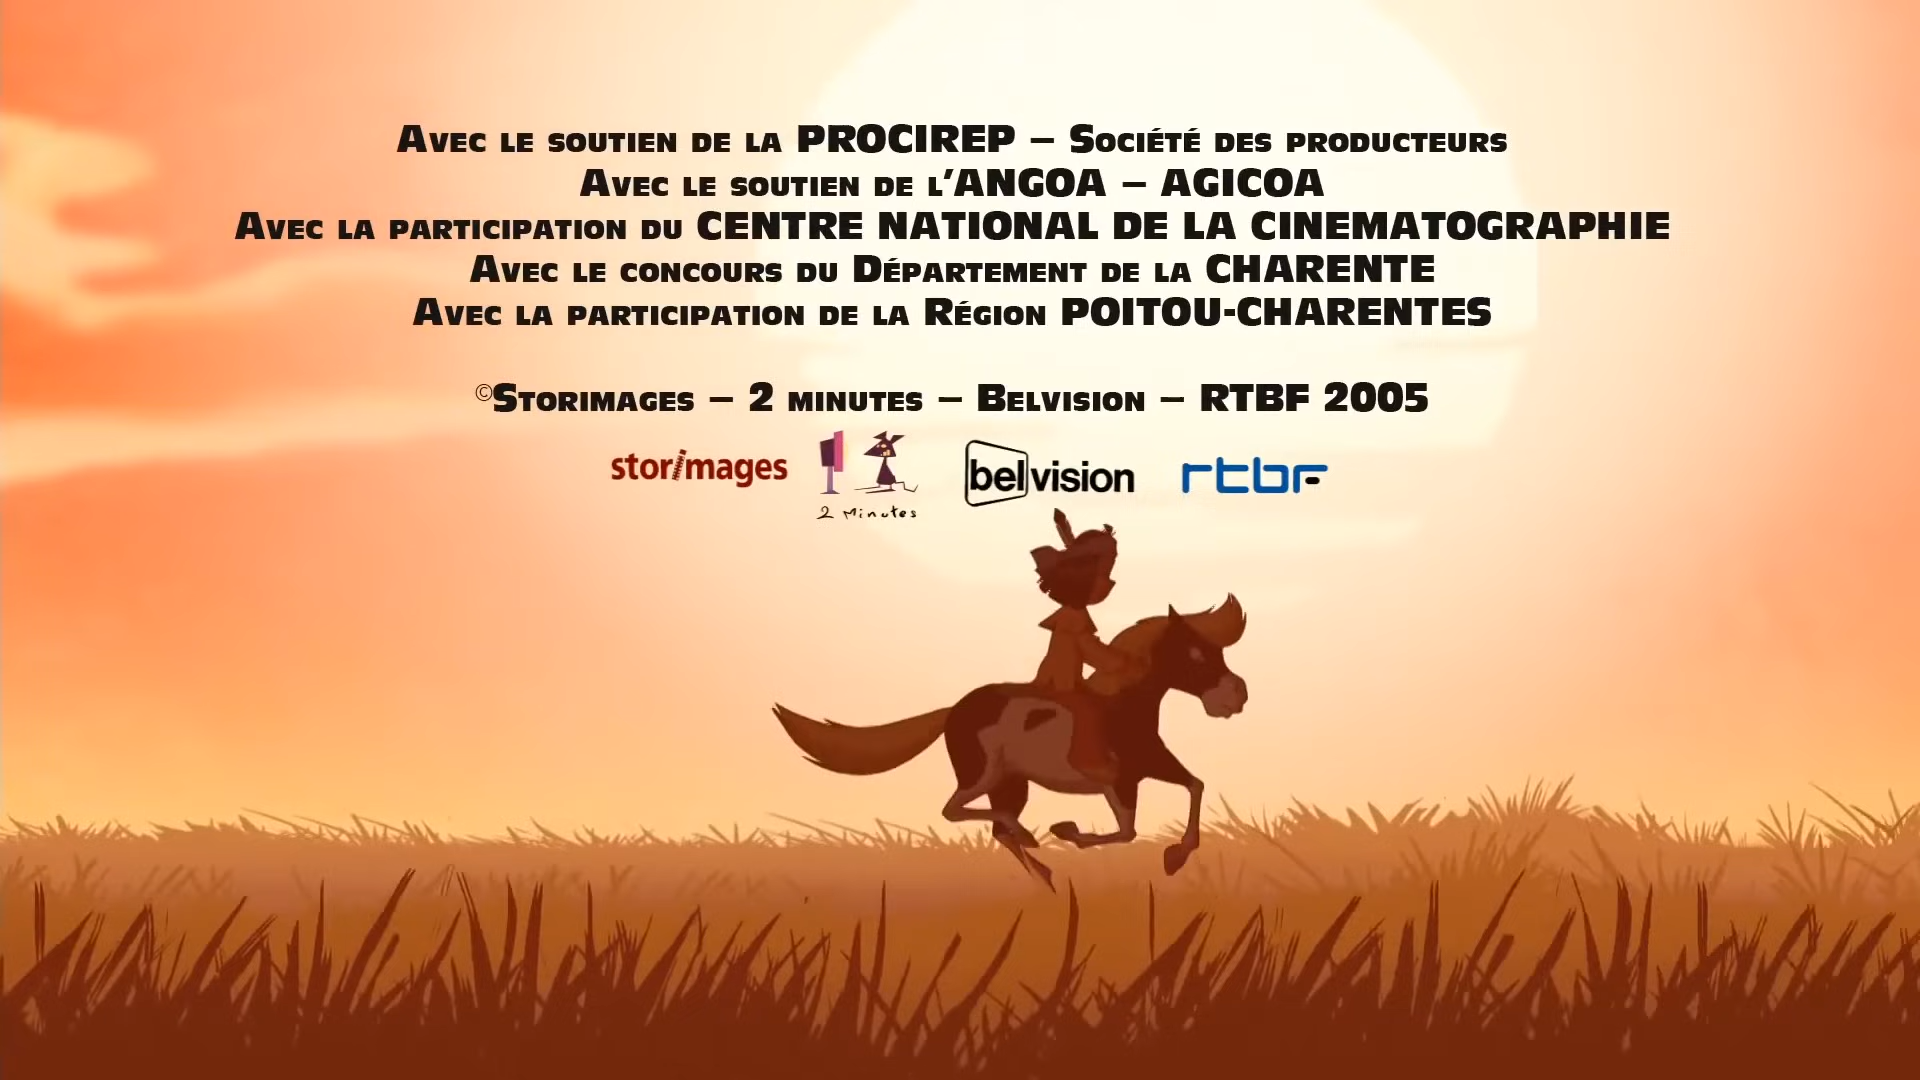 Avec le soutien de la PROCIREP – Société des producteurs
Avec le soutien de l'ANGOA – AGICOA
Avec la participation du CENTRE NATIONAL DE LA CINEMATOGRAPHIE
Avec le concours du Département de la CHARENTE
Avec la participation de la Région POITOU-CHARENTES
©Storimages – 2 minutes – Belvision – RTBF 2005
storimages
2 Minutes
belvision
rtbf